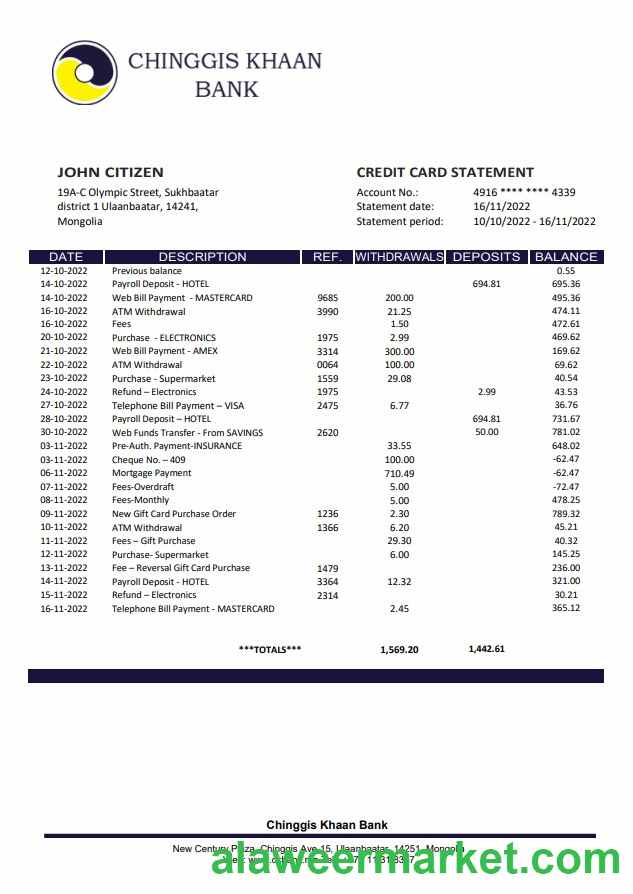 CHINGGIS KHAAN
BANK
JOHN CITIZEN
19A-C Olympic Street, Sukhbaatar
district 1 Ulaanbaatar, 14241,
Mongolia
CREDIT CARD STATEMENT
Account No.: 4916 **** **** 4339
Statement date: 16/11/2022
Statement period: 10/10/2022 - 16/11/2022
DATE DESCRIPTION REF. WITHDRAWALS DEPOSITS BALANCE
12-10-2022 Previous balance 0.55
14-10-2022 Payroll Deposit - HOTEL 694.81 695.36
14-10-2022 Web Bill Payment - MASTERCARD 9685 200.00 495.36
16-10-2022 ATM Withdrawal 3990 21.25 474.11
16-10-2022 Fees 1.50 472.61
20-10-2022 Purchase - ELECTRONICS 1975 2.99 469.62
21-10-2022 Web Bill Payment - AMEX 3314 300.00 169.62
22-10-2022 ATM Withdrawal 0064 100.00 69.62
23-10-2022 Purchase - Supermarket 1559 29.08 40.54
24-10-2022 Refund – Electronics 1975 2.99 43.53
27-10-2022 Telephone Bill Payment – VISA 2475 6.77 36.76
28-10-2022 Payroll Deposit – HOTEL 694.81 731.67
30-10-2022 Web Funds Transfer - From SAVINGS 2620 50.00 781.02
03-11-2022 Pre-Auth. Payment-INSURANCE 33.55 648.02
03-11-2022 Cheque No. – 409 100.00 -62.47
06-11-2022 Mortgage Payment 710.49 -62.47
07-11-2022 Fees-Overdraft 5.00 -72.47
08-11-2022 Fees-Monthly 5.00 478.25
09-11-2022 New Gift Card Purchase Order 1236 2.30 789.32
10-11-2022 ATM Withdrawal 1366 6.20 45.21
11-11-2022 Fees – Gift Purchase 29.30 40.32
12-11-2022 Purchase- Supermarket 6.00 145.25
13-11-2022 Fee – Reversal Gift Card Purchase 1479 236.00
14-11-2022 Payroll Deposit - HOTEL 3364 12.32 321.00
15-11-2022 Refund – Electronics 2314 30.21
16-11-2022 Telephone Bill Payment - MASTERCARD 2.45 365.12
***TOTALS*** 1,569.20 1,442.61
Chinggis Khaan Bank
New Century Plaza, Chinggis Ave-15, Ulaanbaatar, 14251, Mongolia
alaweermarket.com